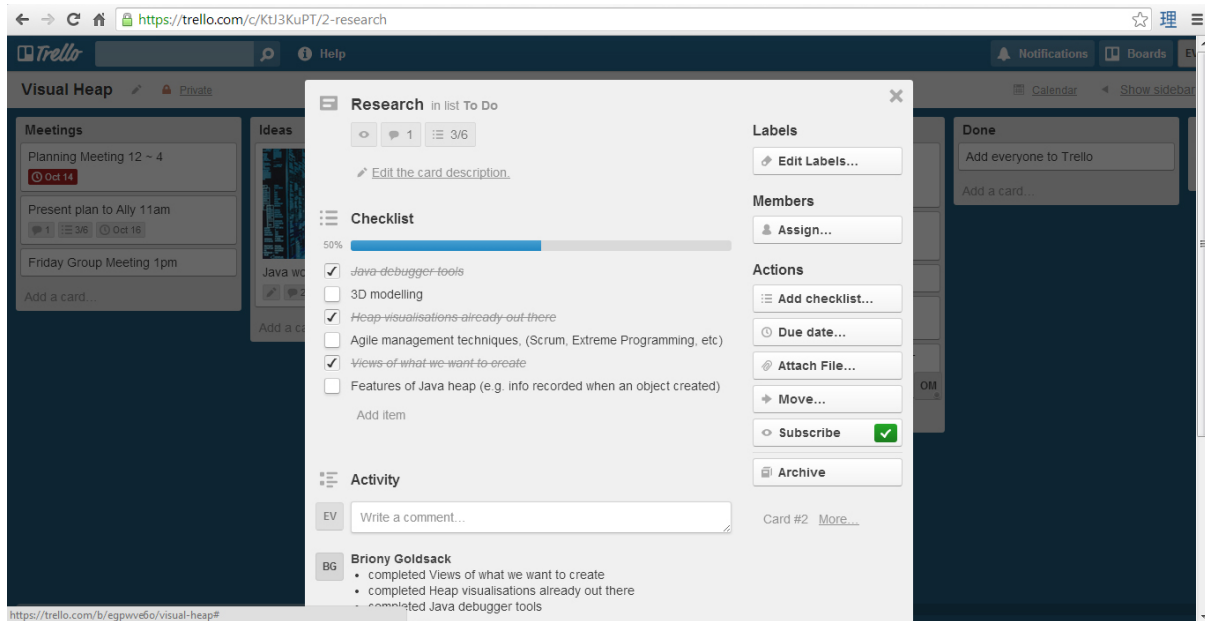 https://trello.com/c/KtJ3KuPT/2-research
理
Trello
Help
Notifications
Boards
EV
Visual Heap
Private
Calendar
Show sidebar
Meetings
Planning Meeting 12 ~ 4
Oct 14
Present plan to Ally 11am
1 3/6 Oct 16
Friday Group Meeting 1pm
Add a card...
Ideas
Java wo
2
Add a ca
Research in list To Do
1 3/6
Edit the card description.
Checklist
50%
Java debugger tools
3D modelling
Heap visualisations already out there
Agile management techniques, (Scrum, Extreme Programming, etc)
Views of what we want to create
Features of Java heap (e.g. info recorded when an object created)
Add item
Activity
EV
Write a comment...
BG
Briony Goldsack
• completed Views of what we want to create
• completed Heap visualisations already out there
• completed Java debugger tools
Labels
Edit Labels...
Members
Assign...
Actions
Add checklist...
Due date...
Attach File...
Move...
Subscribe
Archive
Card #2 More...
OM
Done
Add everyone to Trello
Add a card...
https://trello.com/b/egpwve6o/visual-heap#